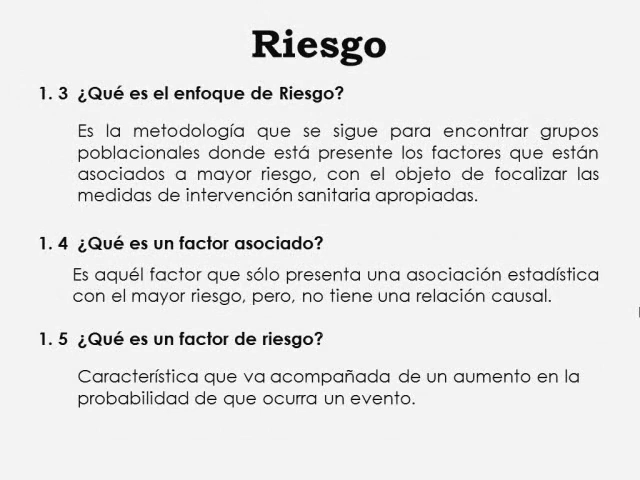 Riesgo
1. 3 ¿Qué es el enfoque de Riesgo?
Es la metodología que se sigue para encontrar grupos
poblacionales donde está presente los factores que están
asociados a mayor riesgo, con el objeto de focalizar las
medidas de intervención sanitaria apropiadas.
1. 4 ¿Qué es un factor asociado?
Es aquél factor que sólo presenta una asociación estadística
con el mayor riesgo, pero, no tiene una relación causal.
1. 5 ¿Qué es un factor de riesgo?
Característica que va acompañada de un aumento en la
probabilidad de que ocurra un evento.